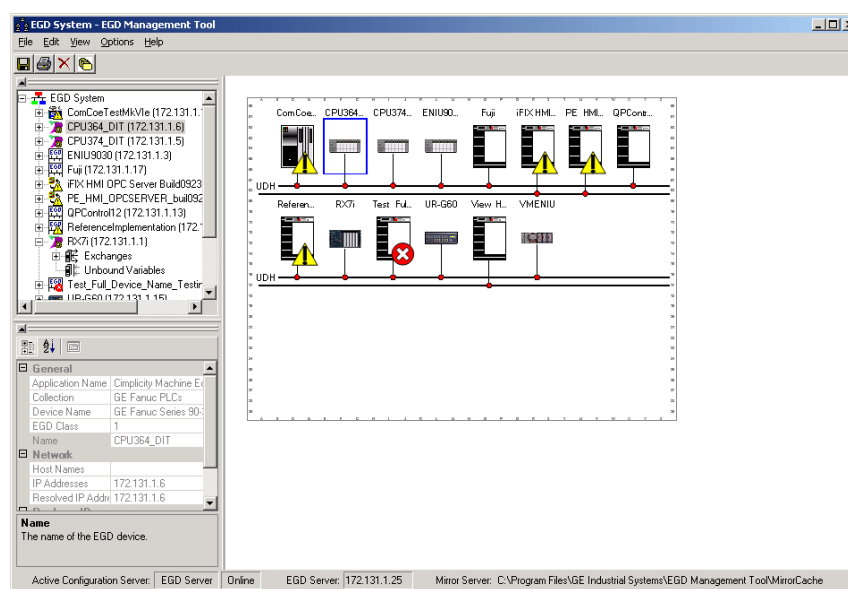 EGD System - EGD Management Tool
File Edit View Options Help
EGD System
ComCoeTestMkVIe (172.131.1.
CPU364_DIT (172.131.1.6)
CPU374_DIT (172.131.1.5)
ENIU9030 (172.131.1.3)
Fuji (172.131.1.17)
iFIX HMI OPC Server Build0923
PE_HMI_OPCSERVER_buil092
QPControl12 (172.131.1.13)
ReferenceImplementation (172.
RX7i (172.131.1.1)
Exchanges
Unbound Variables
Test_Full_Device_Name_Testir
UR-G60 (172.131.1.15)
ComCoe... CPU364... CPU374... ENIU90... Fuji iFIX HMI... PE_HMI... QPContr...
UDH
Referen... RX7i Test_Ful... UR-G60 View H... VMENIU
UDH
General
Application Name Cimplicity Machine Ec
Collection GE Fanuc PLCs
Device Name GE Fanuc Series 90-
EGD Class 1
Name CPU364_DIT
Network
Host Names
IP Addresses 172.131.1.6
Resolved IP Addre 172.131.1.6
Name
The name of the EGD device.
Active Configuration Server: EGD Server Online EGD Server: 172.131.1.25 Mirror Server: C:\Program Files\GE Industrial Systems\EGD Management Tool\MirrorCache